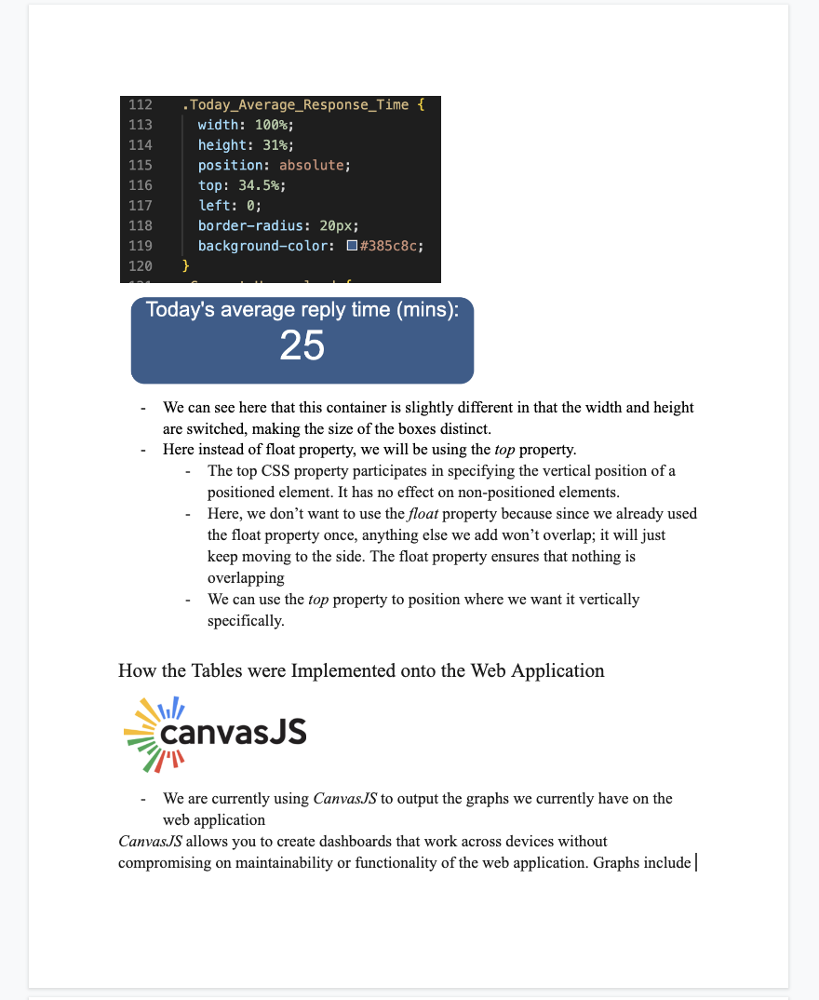 112 .Today_Average_Response_Time {
113 width: 100%;
114 height: 31%;
115 position: absolute;
116 top: 34.5%;
117 left: 0;
118 border-radius: 20px;
119 background-color: #385c8c;
120 }
Today's average reply time (mins):
25
- We can see here that this container is slightly different in that the width and height
are switched, making the size of the boxes distinct.
- Here instead of float property, we will be using the top property.
- The top CSS property participates in specifying the vertical position of a
positioned element. It has no effect on non-positioned elements.
- Here, we don’t want to use the float property because since we already used
the float property once, anything else we add won’t overlap; it will just
keep moving to the side. The float property ensures that nothing is
overlapping
- We can use the top property to position where we want it vertically
specifically.
How the Tables were Implemented onto the Web Application
canvasJS
- We are currently using CanvasJS to output the graphs we currently have on the
web application
CanvasJS allows you to create dashboards that work across devices without
compromising on maintainability or functionality of the web application. Graphs include